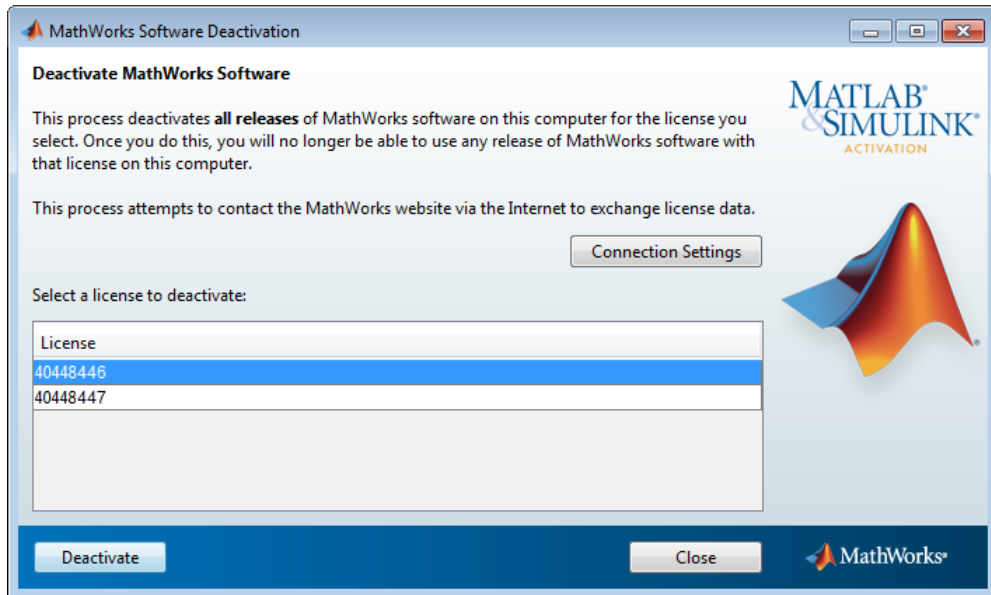 MathWorks Software Deactivation
Deactivate MathWorks Software
MATLAB®
&SIMULINK®
ACTIVATION
This process deactivates all releases of MathWorks software on this computer for the license you
select. Once you do this, you will no longer be able to use any release of MathWorks software with
that license on this computer.
This process attempts to contact the MathWorks website via the Internet to exchange license data.
Connection Settings
Select a license to deactivate:
License
40448446
40448447
Deactivate
Close
MathWorks®